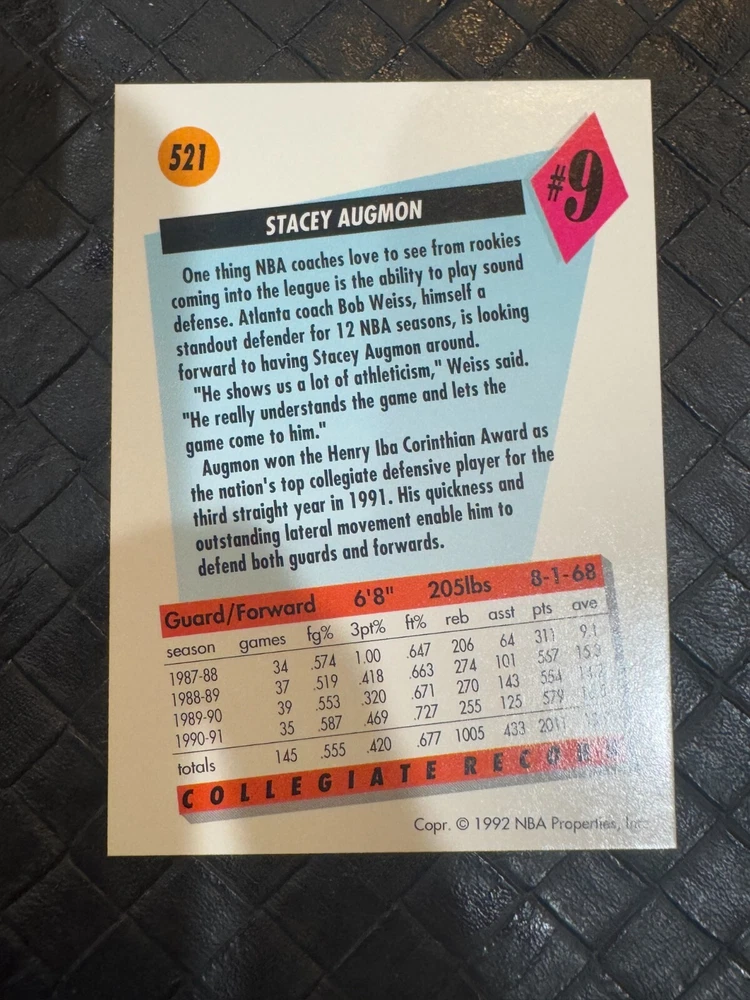 521
#9
STACEY AUGMON
One thing NBA coaches love to see from rookies
coming into the league is the ability to play sound
defense. Atlanta coach Bob Weiss, himself a
standout defender for 12 NBA seasons, is looking
forward to having Stacey Augmon around.
"He shows us a lot of athleticism," Weiss said.
"He really understands the game and lets the
game come to him."
Augmon won the Henry Iba Corinthian Award as
the nation's top collegiate defensive player for the
third straight year in 1991. His quickness and
outstanding lateral movement enable him to
defend both guards and forwards.
Guard/Forward 6'8" 205lbs 8-1-68
season games fg% 3pt% ft% reb asst pts ave
1987-88 34 .574 1.00 .647 206 64 311 9.1
1988-89 37 .519 .418 .663 274 101 567
1989-90 39 .553 .320 .671 270 143 554
1990-91 35 .587 .469 .727 255 125 579
totals 145 .555 .420 .677 1005 433 2011
COLLEGIATE RECORD
Copr. © 1992 NBA Properties, Inc.